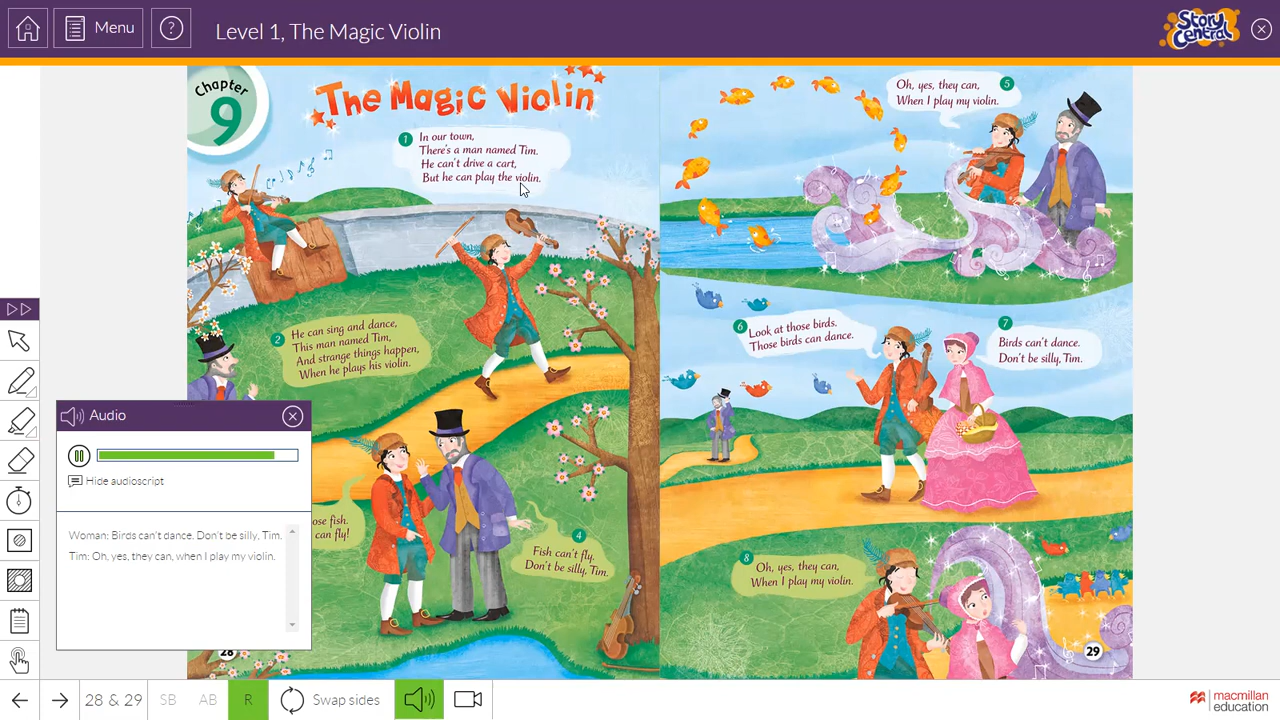 Menu
?
Level 1, The Magic Violin
Story
Central
Chapter
9
The Magic Violin
1
In our town,
There's a man named Tim.
He can't drive a cart,
But he can play the violin.
2
He can sing and dance,
This man named Tim,
And strange things happen,
When he plays his violin.
ose fish.
can fly!
4
Fish can't fly.
Don't be silly, Tim.
28
5
Oh, yes, they can,
When I play my violin.
6
Look at those birds.
Those birds can dance.
7
Birds can't dance.
Don't be silly, Tim.
8
Oh, yes, they can,
When I play my violin.
29
Audio
Hide audioscript
Woman: Birds can't dance. Don't be silly, Tim.
Tim: Oh, yes, they can, when I play my violin.
28 & 29
SB
AB
R
Swap sides
macmillan
education